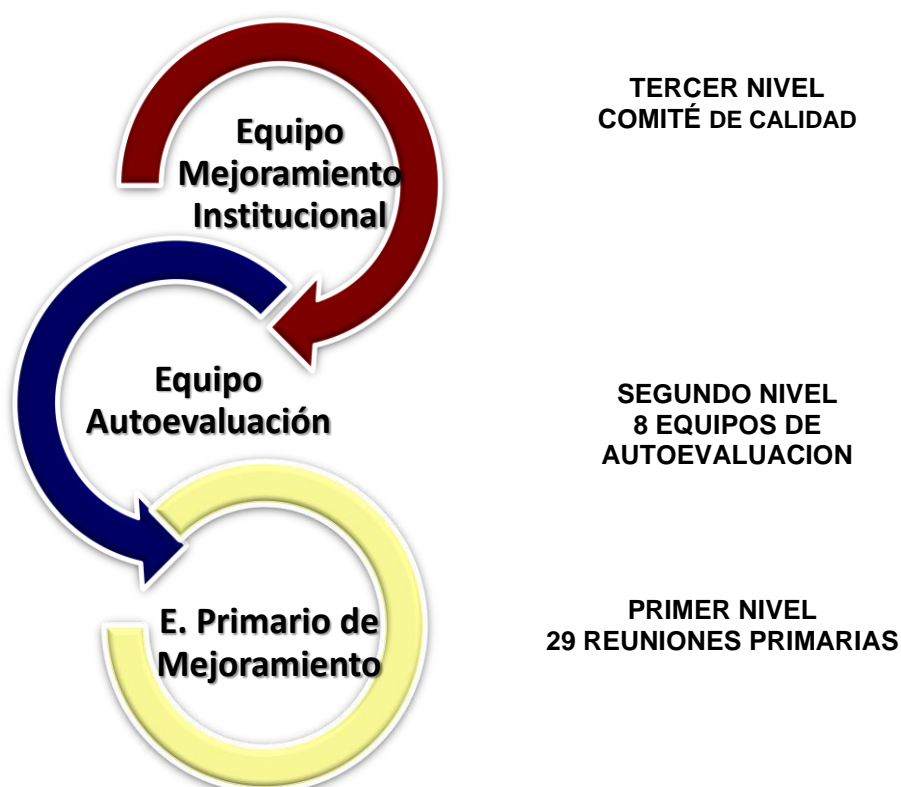 Equipo
Mejoramiento
Institucional
TERCER NIVEL
COMITÉ DE CALIDAD
Equipo
Autoevaluación
SEGUNDO NIVEL
8 EQUIPOS DE
AUTOEVALUACION
E. Primario de
Mejoramiento
PRIMER NIVEL
29 REUNIONES PRIMARIAS